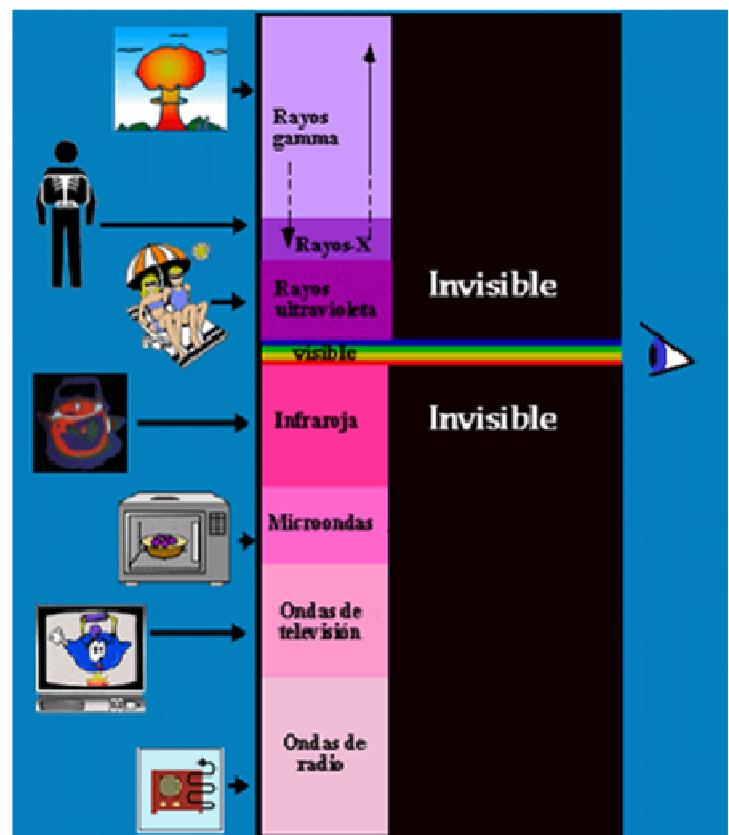 Rayos
gamma
Rayos-X
Rayos
ultravioleta
Invisible
visible
Infraroja
Invisible
Microondas
Ondas de
televisión
Ondas de
radio